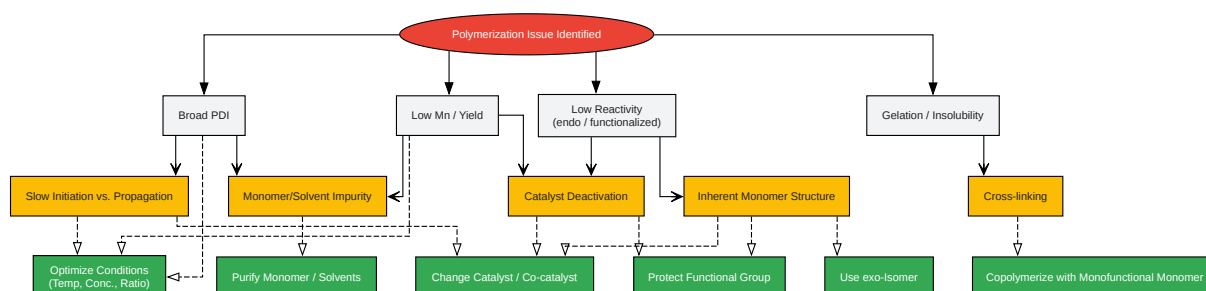 Polymerization Issue Identified
Broad PDI
Low Mn / Yield
Low Reactivity
(endo / functionalized)
Gelation / Insolubility
Slow Initiation vs. Propagation
Monomer/Solvent Impurity
Catalyst Deactivation
Inherent Monomer Structure
Cross-linking
Optimize Conditions
(Temp, Conc., Ratio)
Purify Monomer / Solvents
Change Catalyst / Co-catalyst
Protect Functional Group
Use exo-Isomer
Copolymerize with Monofunctional Monomer